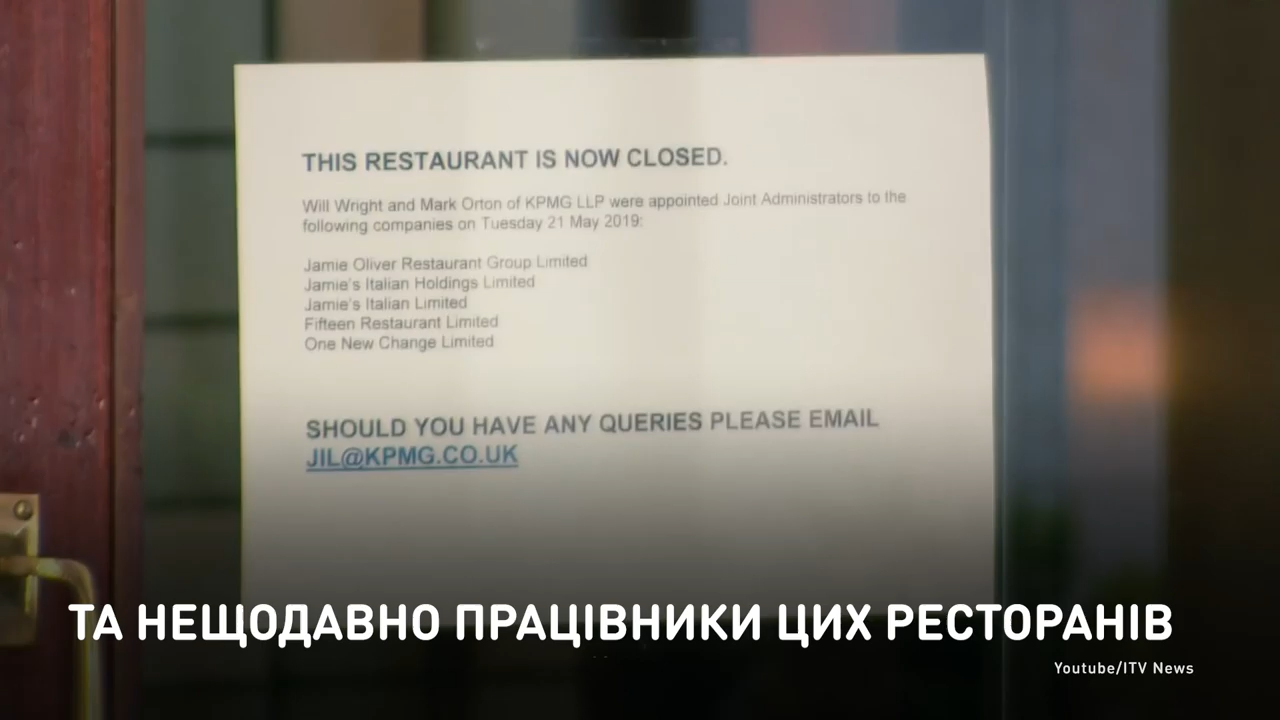 THIS RESTAURANT IS NOW CLOSED.
Will Wright and Mark Orton of KPMG LLP were appointed Joint Administrators to the
following companies on Tuesday 21 May 2019:
Jamie Oliver Restaurant Group Limited
Jamie's Italian Holdings Limited
Jamie's Italian Limited
Fifteen Restaurant Limited
One New Change Limited
SHOULD YOU HAVE ANY QUERIES PLEASE EMAIL
JIL@KPMG.CO.UK
ТА НЕЩОДАВНО ПРАЦІВНИКИ ЦИХ РЕСТОРАНІВ
Youtube/ITV News